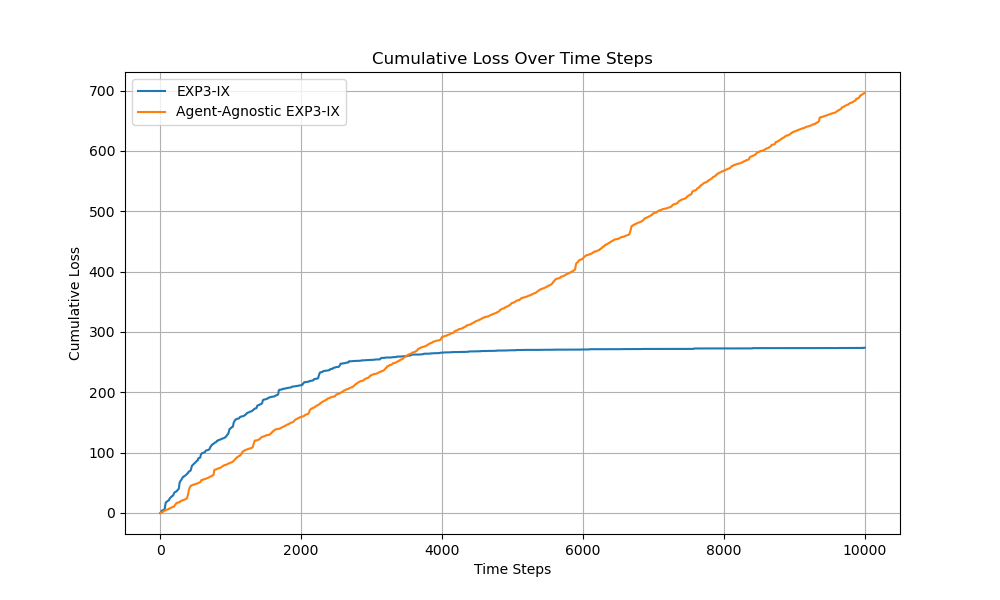 Cumulative Loss Over Time Steps
EXP3-IX
Agent-Agnostic EXP3-IX
Cumulative Loss
700
600
500
400
300
200
100
0
0 2000 4000 6000 8000 10000
Time Steps